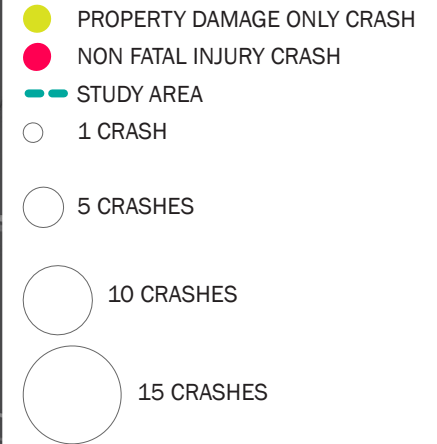 PROPERTY DAMAGE ONLY CRASH
NON FATAL INJURY CRASH
STUDY AREA
1 CRASH
5 CRASHES
10 CRASHES
15 CRASHES